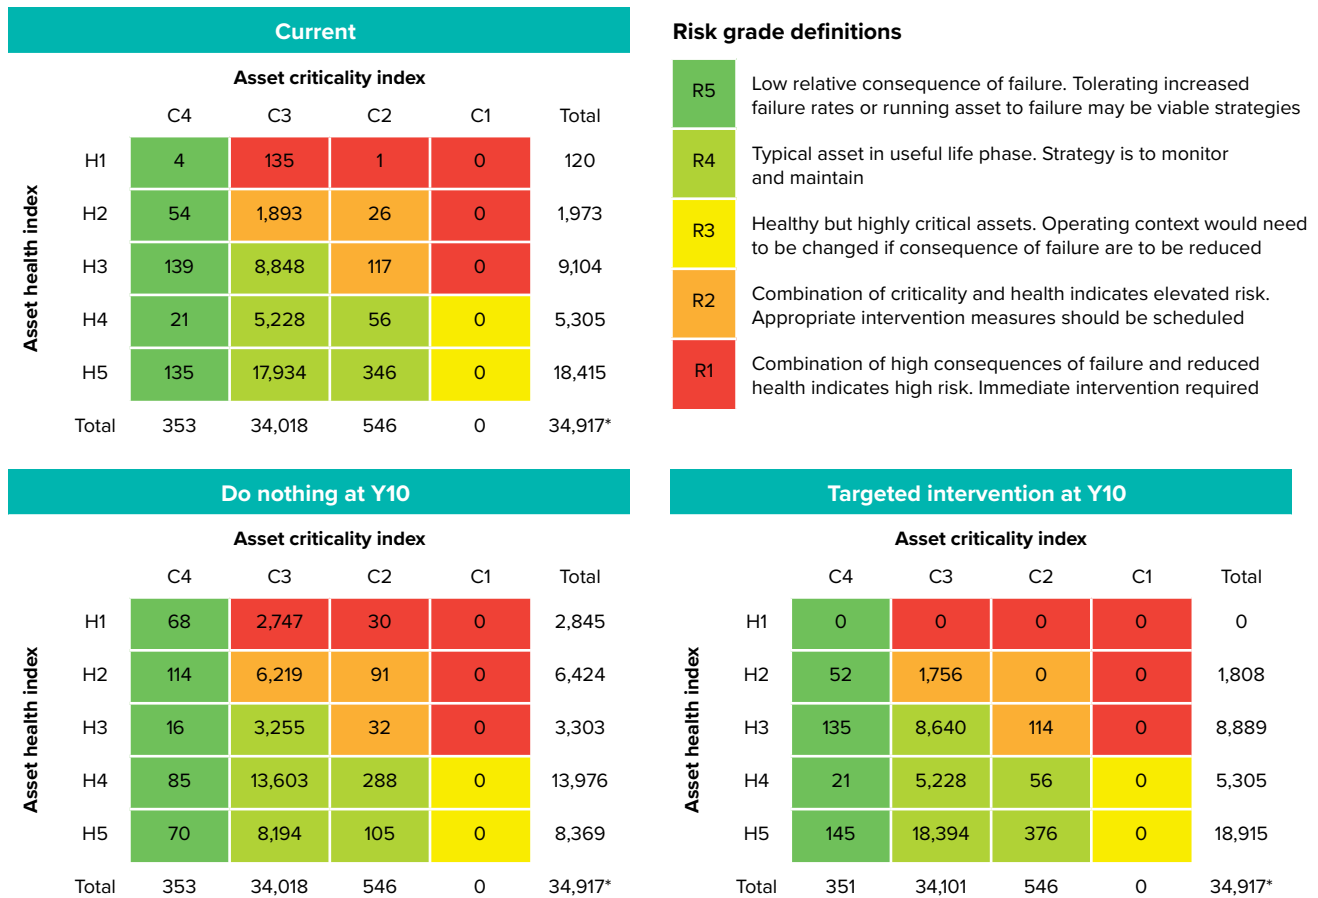 Current
Asset criticality index
C4 C3 C2 C1 Total
Asset health index
H1 4 135 1 0 120
H2 54 1,893 26 0 1,973
H3 139 8,848 117 0 9,104
H4 21 5,228 56 0 5,305
H5 135 17,934 346 0 18,415
Total 353 34,018 546 0 34,917*
Risk grade definitions
R5 Low relative consequence of failure. Tolerating increased
failure rates or running asset to failure may be viable strategies
R4 Typical asset in useful life phase. Strategy is to monitor
and maintain
R3 Healthy but highly critical assets. Operating context would need
to be changed if consequence of failure are to be reduced
R2 Combination of criticality and health indicates elevated risk.
Appropriate intervention measures should be scheduled
R1 Combination of high consequences of failure and reduced
health indicates high risk. Immediate intervention required
Do nothing at Y10
Asset criticality index
C4 C3 C2 C1 Total
Asset health index
H1 68 2,747 30 0 2,845
H2 114 6,219 91 0 6,424
H3 16 3,255 32 0 3,303
H4 85 13,603 288 0 13,976
H5 70 8,194 105 0 8,369
Total 353 34,018 546 0 34,917*
Targeted intervention at Y10
Asset criticality index
C4 C3 C2 C1 Total
Asset health index
H1 0 0 0 0 0
H2 52 1,756 0 0 1,808
H3 135 8,640 114 0 8,889
H4 21 5,228 56 0 5,305
H5 145 18,394 376 0 18,915
Total 351 34,101 546 0 34,917*